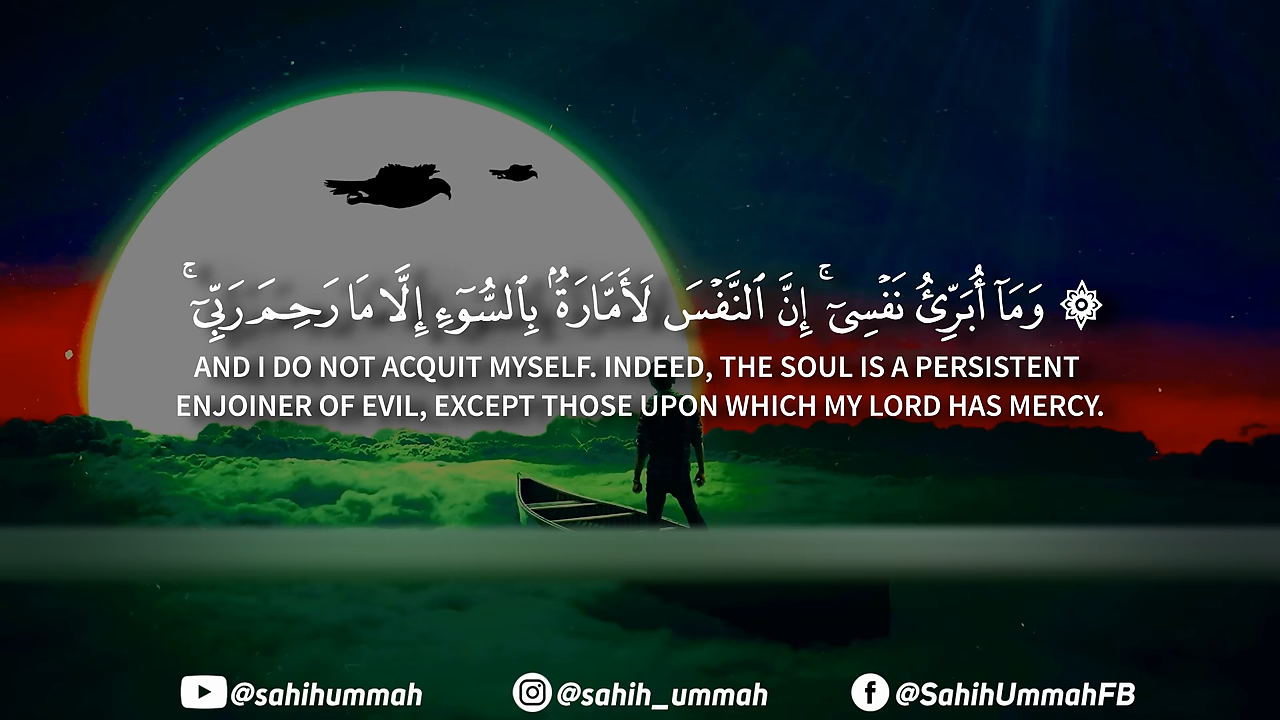 ۞ وَمَآ أُبَرِّئُ نَفْسِىٓ ۚ إِنَّ ٱلنَّفْسَ لَأَمَّارَةٌۢ بِٱلسُّوٓءِ إِلَّا مَا رَحِمَ رَبِّىٓ ۚ
AND I DO NOT ACQUIT MYSELF. INDEED, THE SOUL IS A PERSISTENT
ENJOINER OF EVIL, EXCEPT THOSE UPON WHICH MY LORD HAS MERCY.
@sahihummah @sahih_ummah @SahihUmmahFB